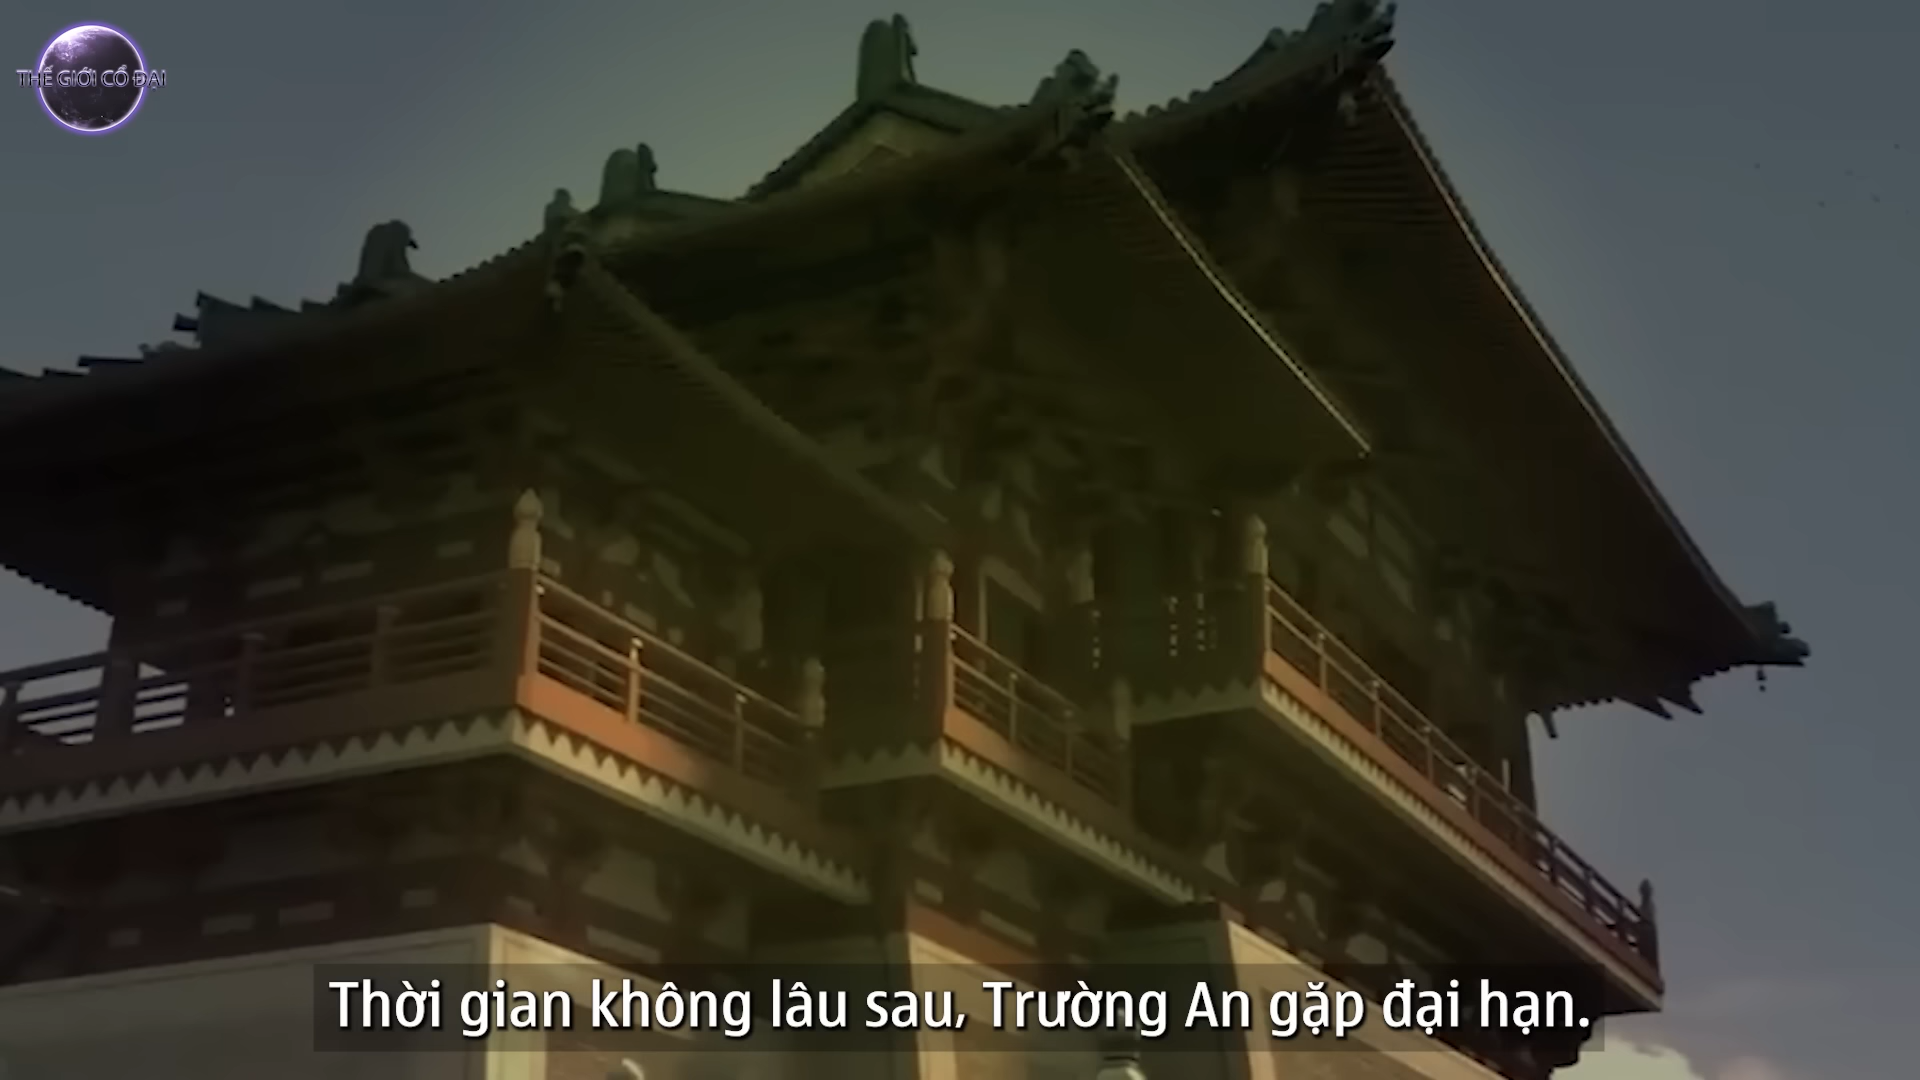 THẾ GIỚI CỔ ĐẠI
Thời gian không lâu sau, Trường An gặp đại hạn.